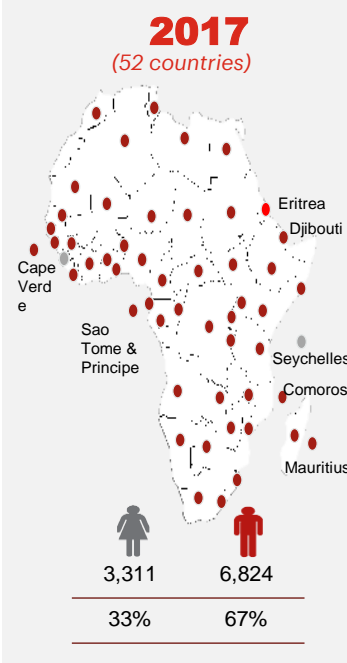 2017
(52 countries)
Eritrea
Djibouti
Cape
Verd
e
Sao
Tome &
Principe
Seychelles
Comoros
Mauritius
3,311 6,824
33% 67%